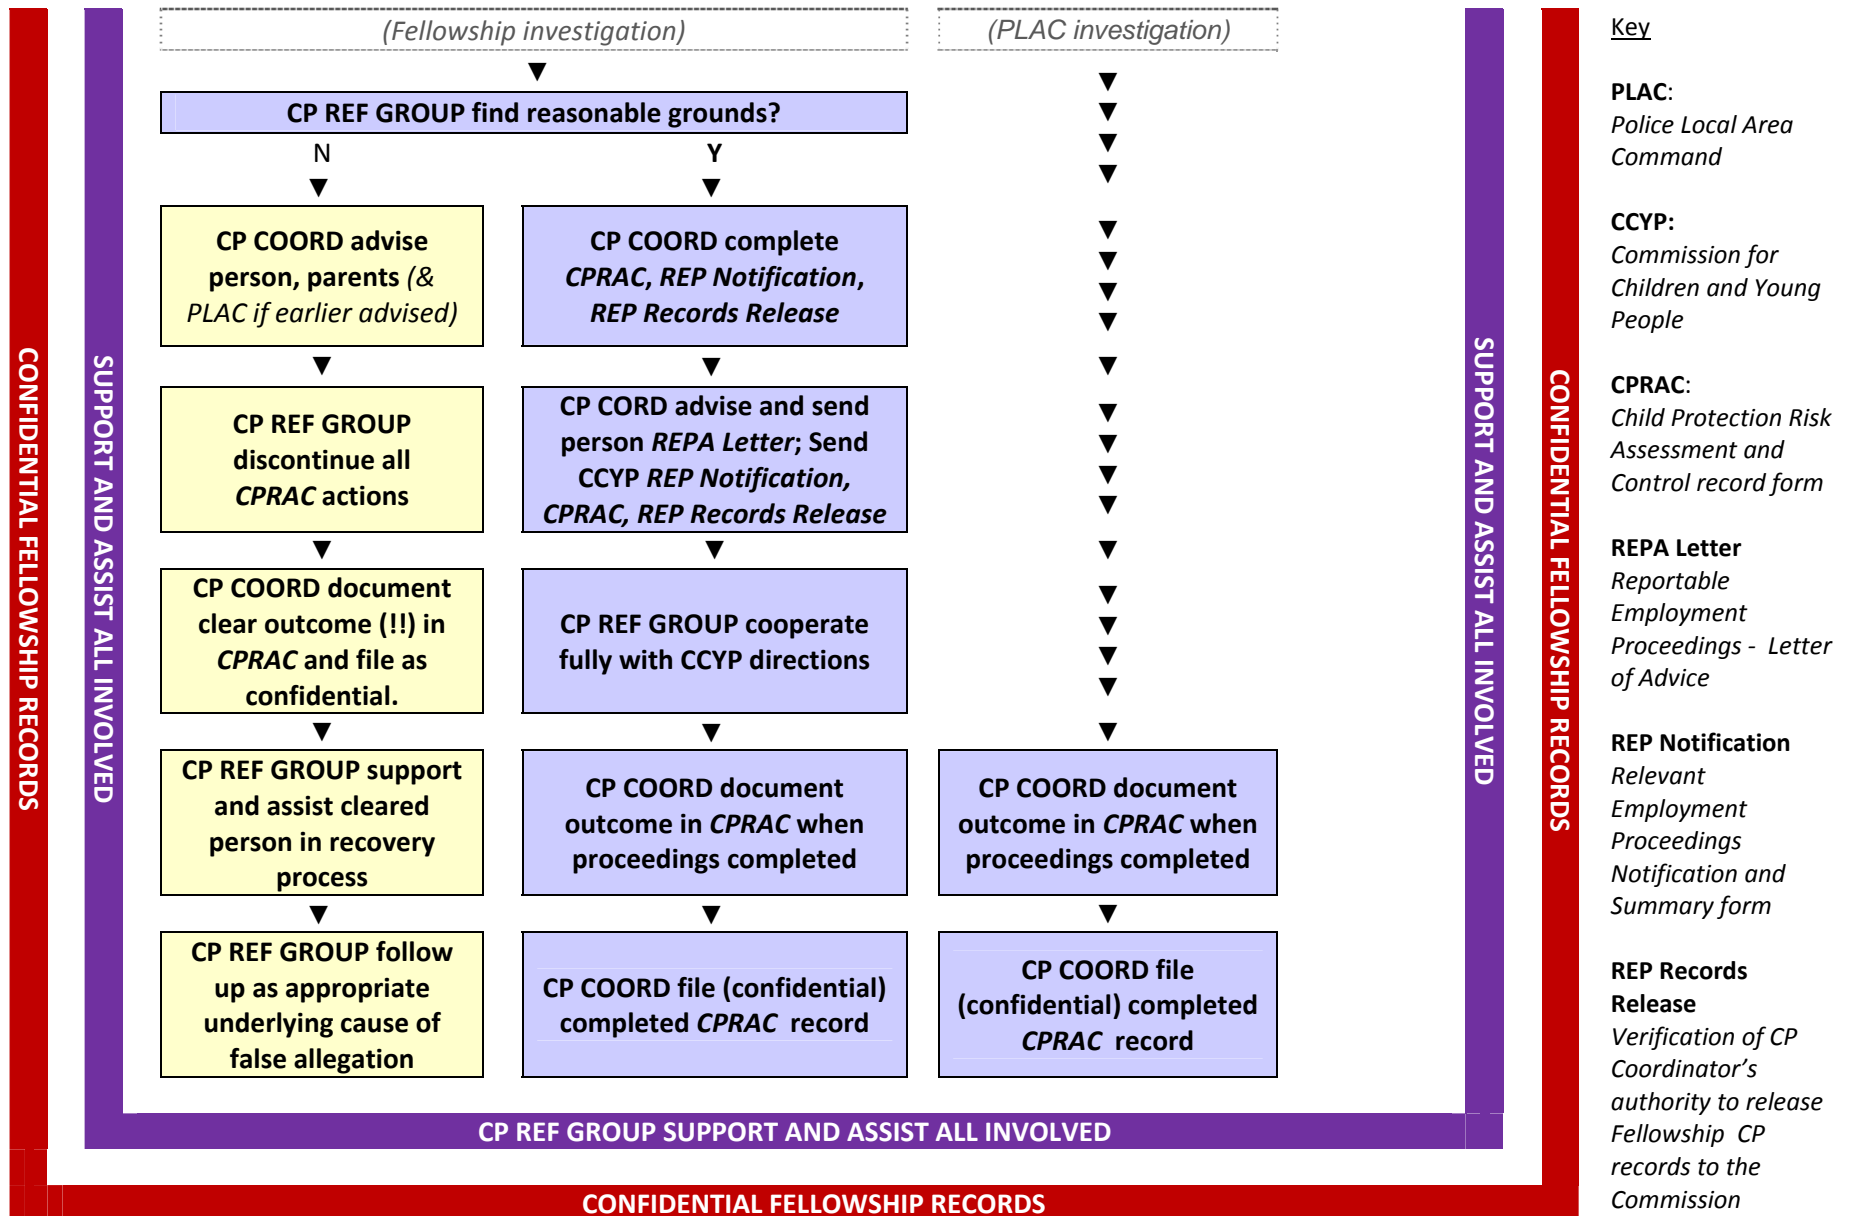 (Fellowship investigation)
(PLAC investigation)
CP REF GROUP find reasonable grounds?
N
Y
CP COORD advise
person, parents (&
PLAC if earlier advised)
CP COORD complete
CPRAC, REP Notification,
REP Records Release
CP REF GROUP
discontinue all
CPRAC actions
CP CORD advise and send
person REPA Letter; Send
CCYP REP Notification,
CPRAC, REP Records Release
CP COORD document
clear outcome (!!) in
CPRAC and file as
confidential.
CP REF GROUP cooperate
fully with CCYP directions
CP REF GROUP support
and assist cleared
person in recovery
process
CP COORD document
outcome in CPRAC when
proceedings completed
CP COORD document
outcome in CPRAC when
proceedings completed
CP REF GROUP follow
up as appropriate
underlying cause of
false allegation
CP COORD file (confidential)
completed CPRAC record
CP COORD file
(confidential) completed
CPRAC record
CONFIDENTIAL FELLOWSHIP RECORDS
SUPPORT AND ASSIST ALL INVOLVED
SUPPORT AND ASSIST ALL INVOLVED
CONFIDENTIAL FELLOWSHIP RECORDS
CP REF GROUP SUPPORT AND ASSIST ALL INVOLVED
CONFIDENTIAL FELLOWSHIP RECORDS
Key
PLAC:
Police Local Area
Command
CCYP:
Commission for
Children and Young
People
CPRAC:
Child Protection Risk
Assessment and
Control record form
REPA Letter
Reportable
Employment
Proceedings - Letter
of Advice
REP Notification
Relevant
Employment
Proceedings
Notification and
Summary form
REP Records
Release
Verification of CP
Coordinator’s
authority to release
Fellowship CP
records to the
Commission